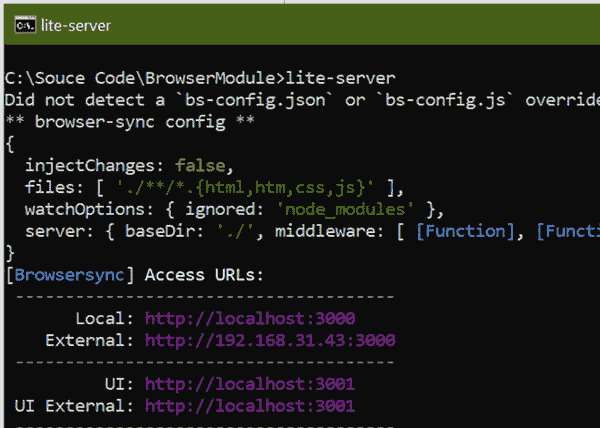 lite-server
C:\Souce Code\BrowserModule>lite-server
Did not detect a `bs-config.json` or `bs-config.js` override
** browser-sync config **
{
  injectChanges: false,
  files: [ './**/*.{html,htm,css,js}' ],
  watchOptions: { ignored: 'node_modules' },
  server: { baseDir: './', middleware: [ [Function], [Functi
}
[Browsersync] Access URLs:
 --------------------------------------
       Local: http://localhost:3000
    External: http://192.168.31.43:3000
 --------------------------------------
          UI: http://localhost:3001
 UI External: http://localhost:3001
 --------------------------------------